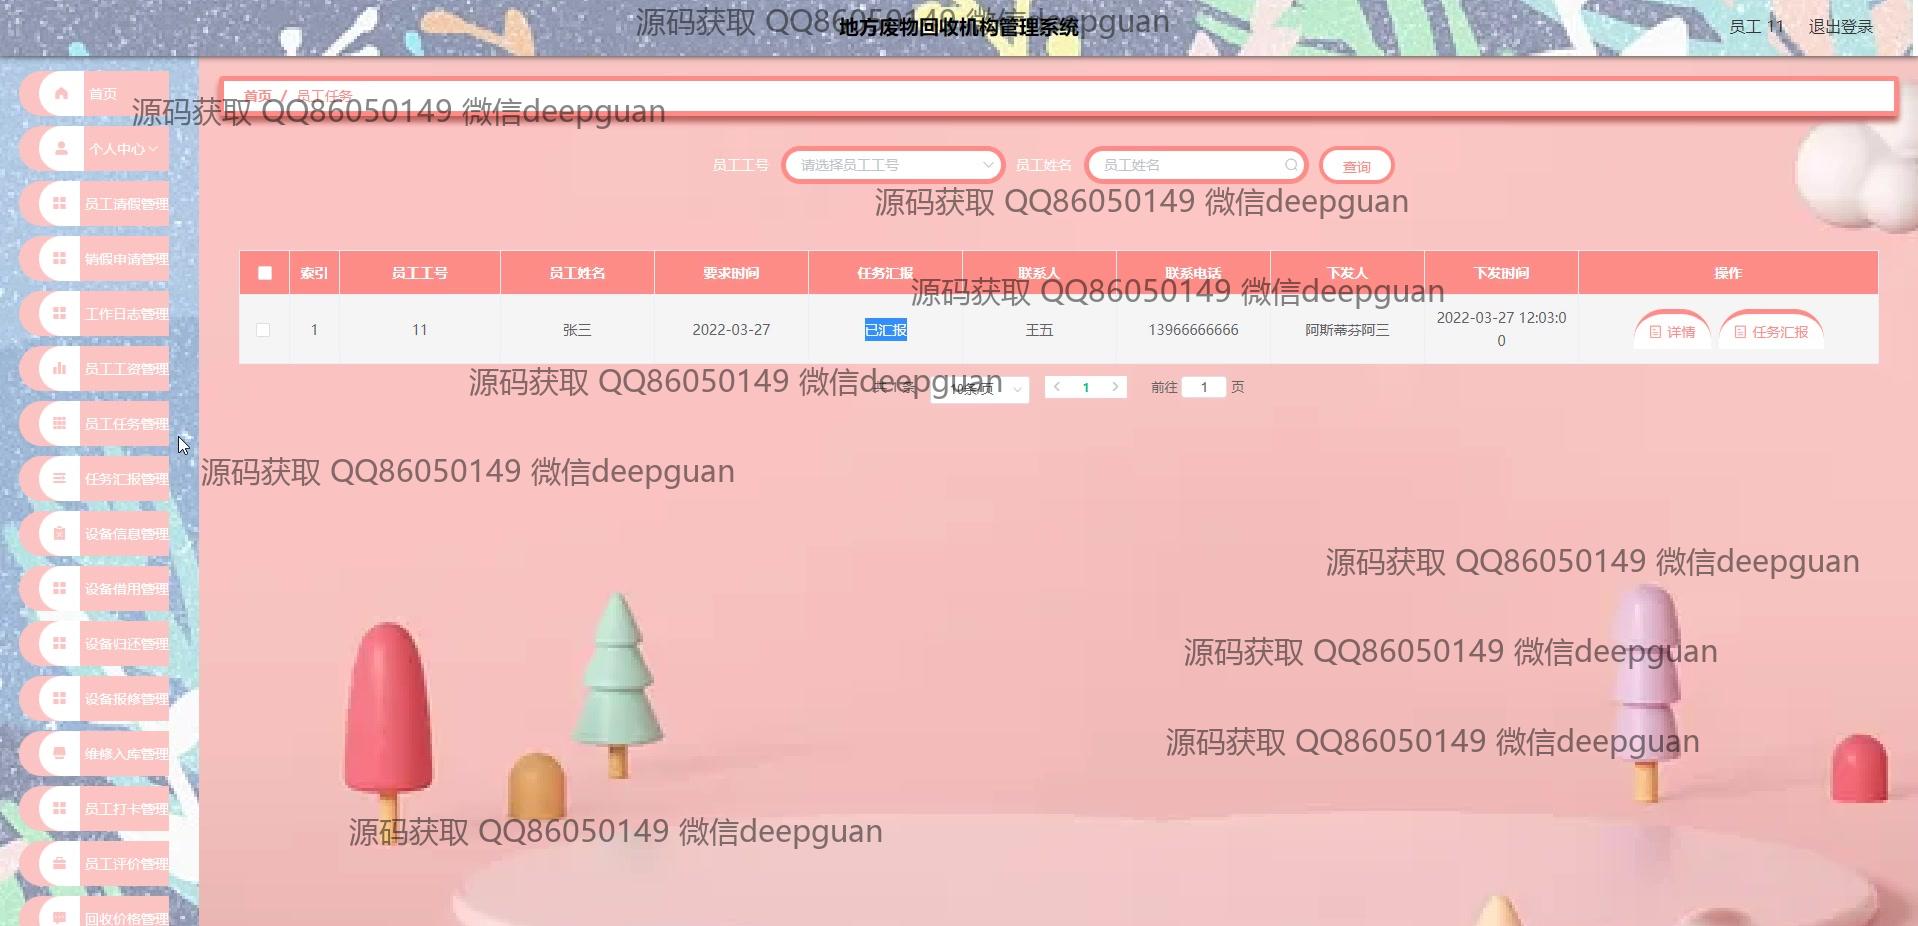 源码获取 QQ86050149 微信deepguan
地方废物回收机构管理系统
员工 11 退出登录
首页 / 员工任务
源码获取 QQ86050149 微信deepguan
首页
个人中心
员工请假管理
销假申请管理
工作日志管理
员工工资管理
员工任务管理
任务汇报管理
设备信息管理
设备借用管理
设备归还管理
设备报修管理
维修入库管理
员工打卡管理
员工评价管理
回收价格管理
员工工号 请选择员工工号 员工姓名 员工姓名 查询
源码获取 QQ86050149 微信deepguan
索引 员工工号 员工姓名 要求时间 任务汇报 联系人 联系电话 下发人 下发时间 操作
源码获取 QQ86050149 微信deepguan
1 11 张三 2022-03-27 已汇报 王五 13966666666 阿斯蒂芬阿三 2022-03-27 12:03:0 详情 任务汇报
0
源码获取 QQ86050149 微信deepguan
共 1 条 10条/页 1 前往 1 页
源码获取 QQ86050149 微信deepguan
源码获取 QQ86050149 微信deepguan
源码获取 QQ86050149 微信deepguan
源码获取 QQ86050149 微信deepguan
源码获取 QQ86050149 微信deepguan